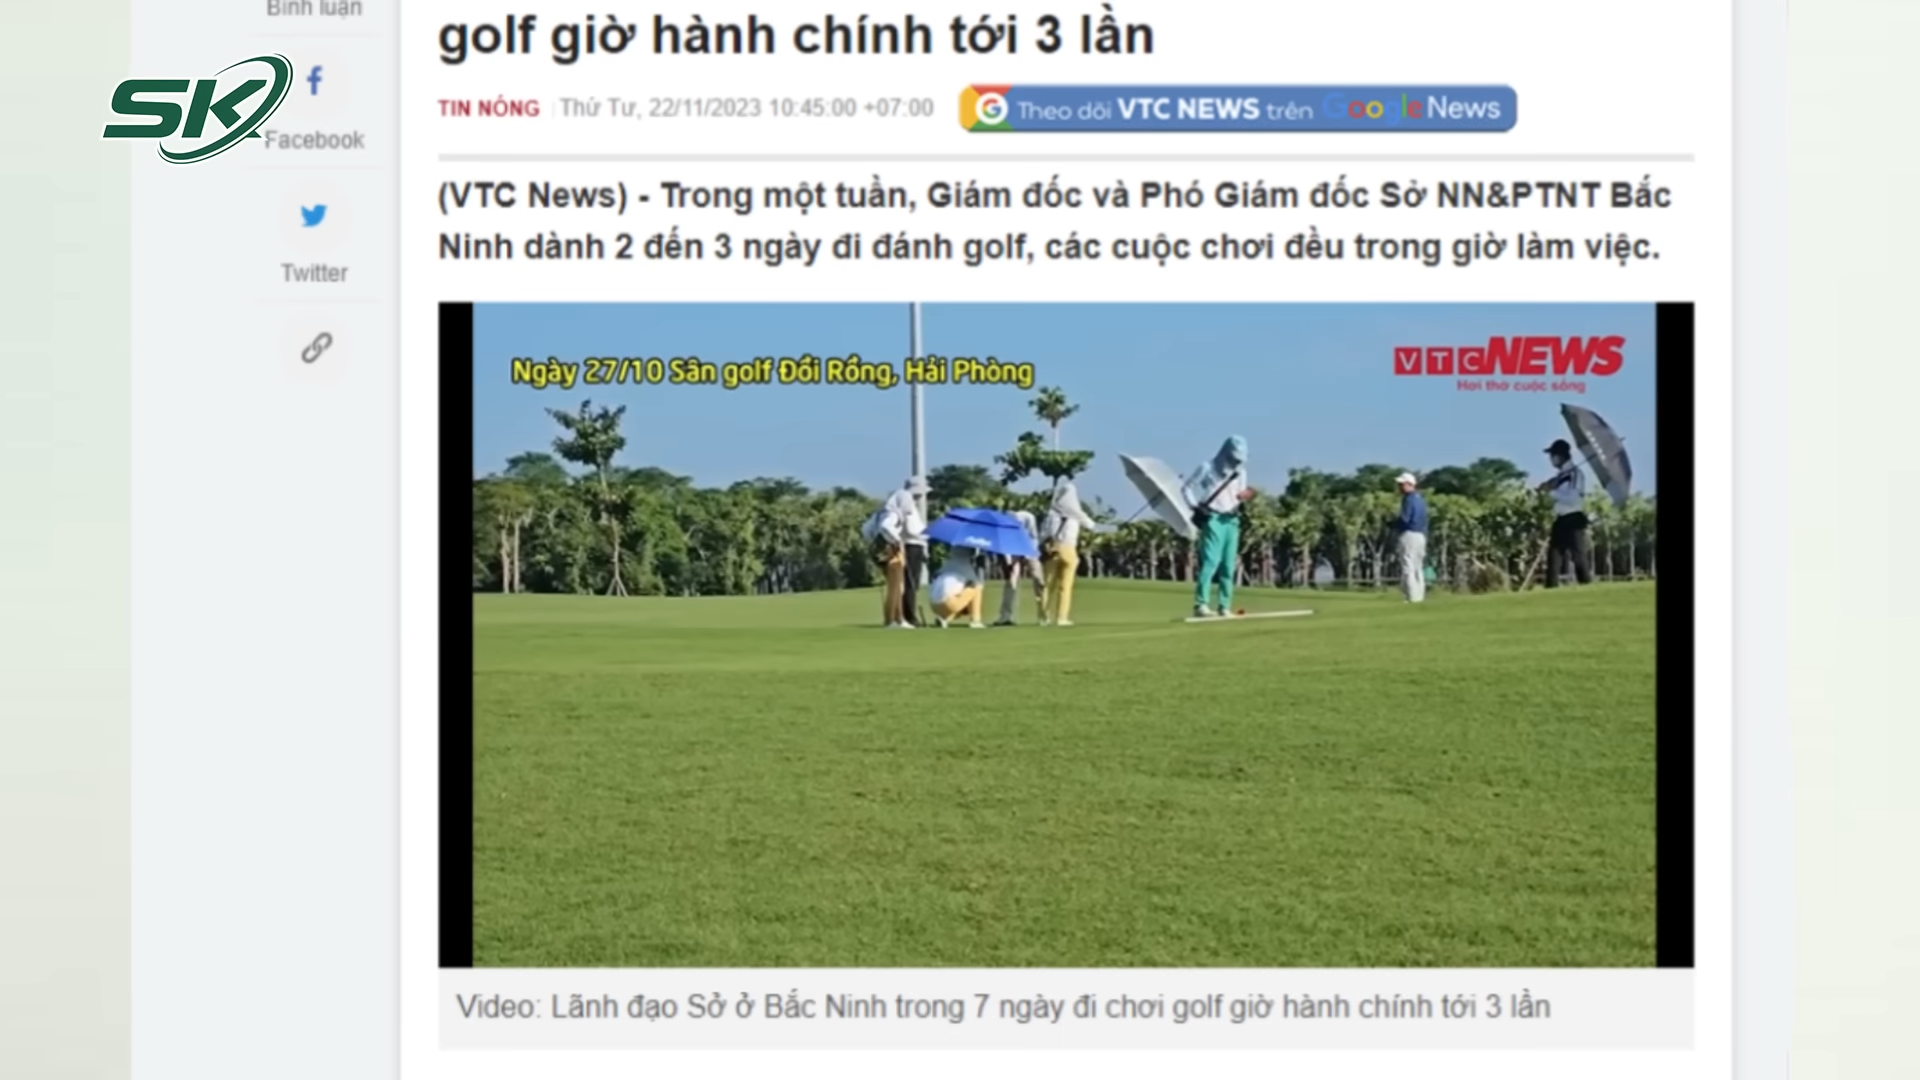 Bình luận
golf giờ hành chính tới 3 lần
SK
Facebook
TIN NÓNG Thứ Tư, 22/11/2023 10:45:00 +07:00
Theo dõi VTC NEWS trên Google News
(VTC News) - Trong một tuần, Giám đốc và Phó Giám đốc Sở NN&PTNT Bắc
Ninh dành 2 đến 3 ngày đi đánh golf, các cuộc chơi đều trong giờ làm việc.
Twitter
Ngày 27/10 Sân golf Đồi Rồng, Hải Phòng
VTC NEWS
Hơi thở cuộc sống
Video: Lãnh đạo Sở ở Bắc Ninh trong 7 ngày đi chơi golf giờ hành chính tới 3 lần